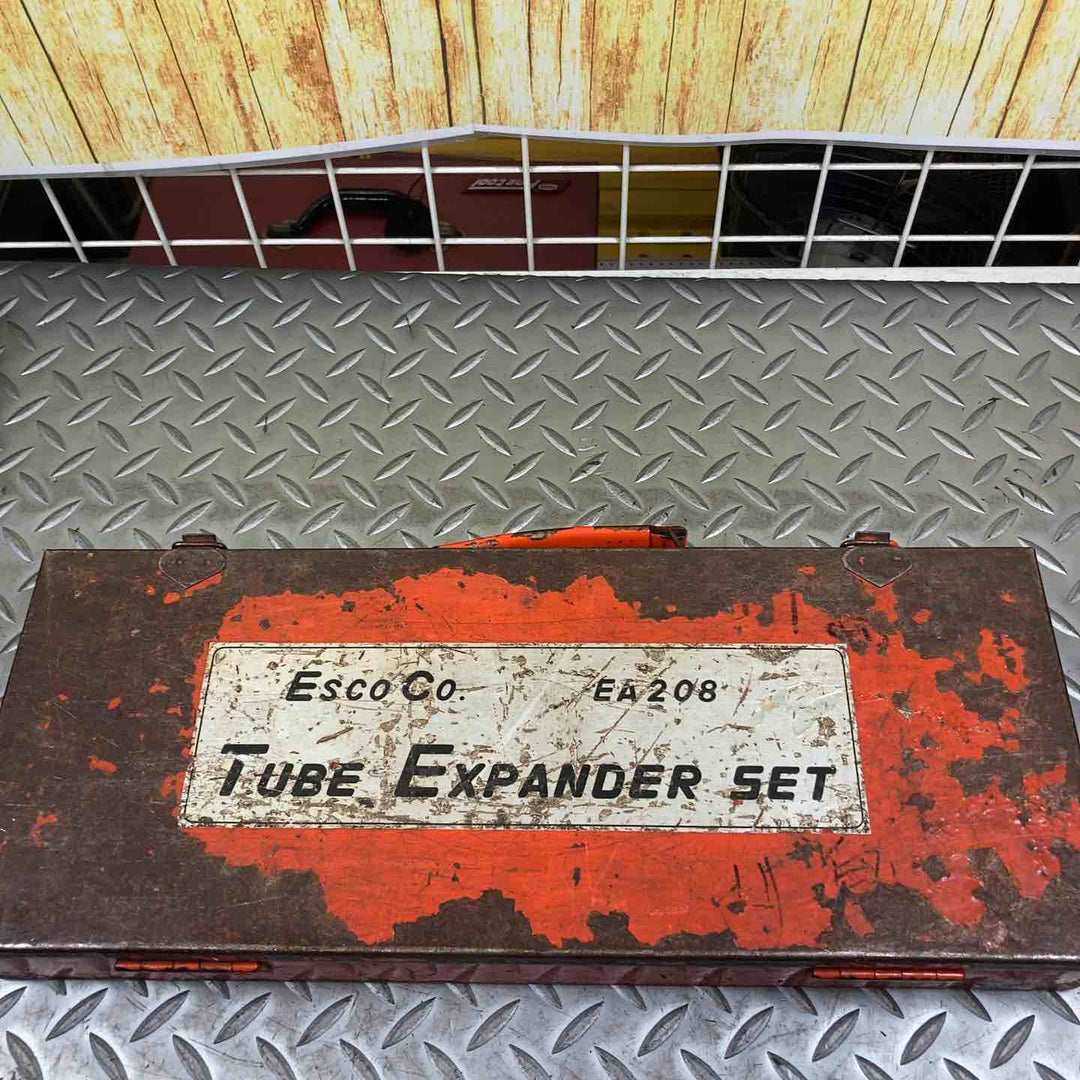 Esco Co. EA208
Tube Expander Set